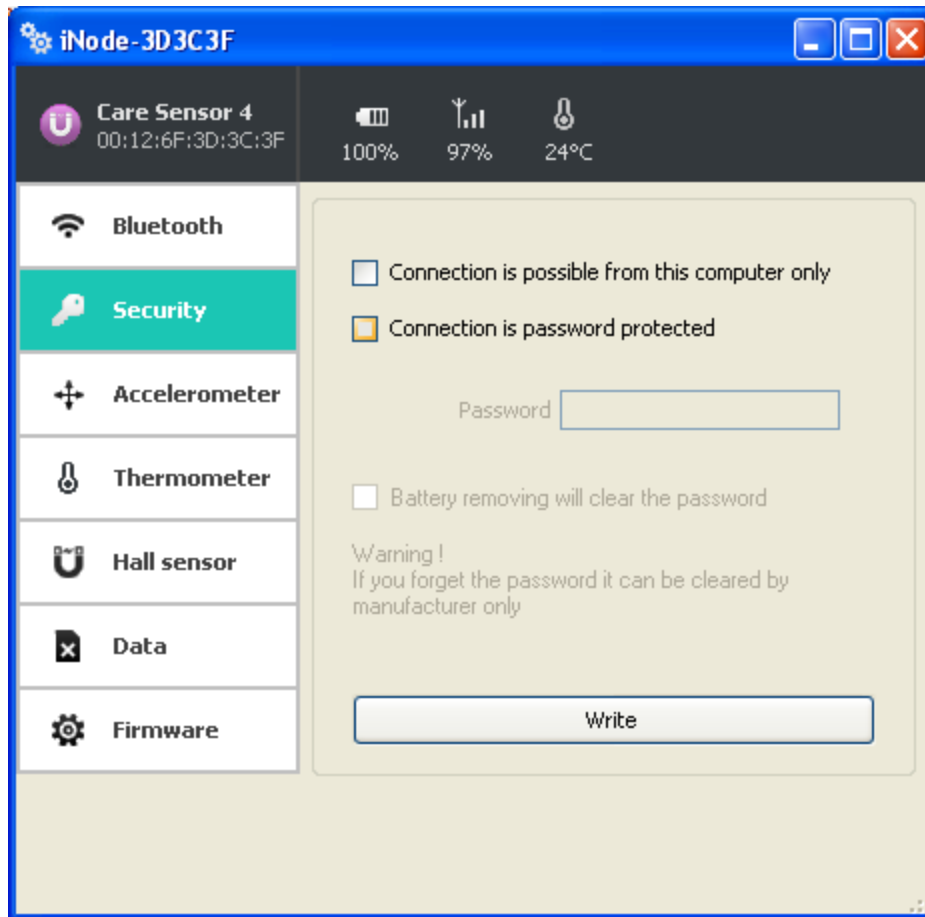 iNode-3D3C3F
Care Sensor 4
00:12:6F:3D:3C:3F
100%
97%
24°C
Bluetooth
Security
Accelerometer
Thermometer
Hall sensor
Data
Firmware
Connection is possible from this computer only
Connection is password protected
Password
Battery removing will clear the password
Warning !
If you forget the password it can be cleared by
manufacturer only
Write